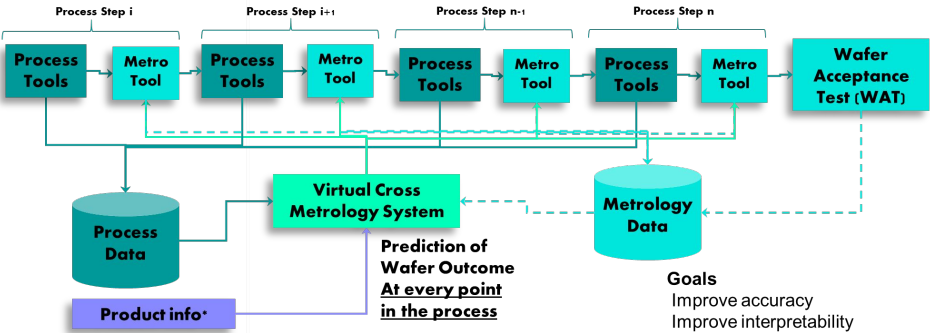 Process Step i
Process Step i+1
Process Step n-1
Process Step n
Process
Tools
Metro
Tool
Process
Tools
Metro
Tool
Process
Tools
Metro
Tool
Process
Tools
Metro
Tool
Wafer
Acceptance
Test (WAT)
Process
Data
Virtual Cross
Metrology System
Metrology
Data
Prediction of
Wafer Outcome
At every point
in the process
Product info*
Goals
Improve accuracy
Improve interpretability